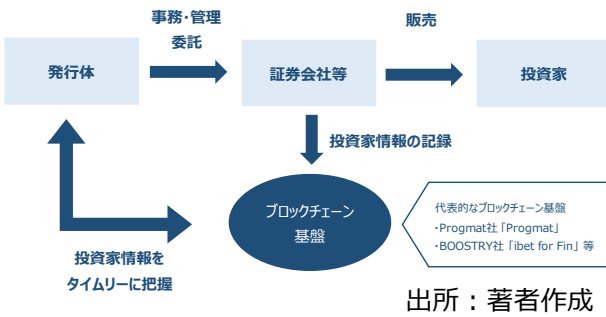 事務・管理
委託
販売
発行体
証券会社等
投資家
投資家情報の記録
ブロックチェーン
基盤
代表的なブロックチェーン基盤
・Progmat社「Progmat」
・BOOSTRY社「ibet for Fin」等
投資家情報を
タイムリーに把握
出所：著者作成